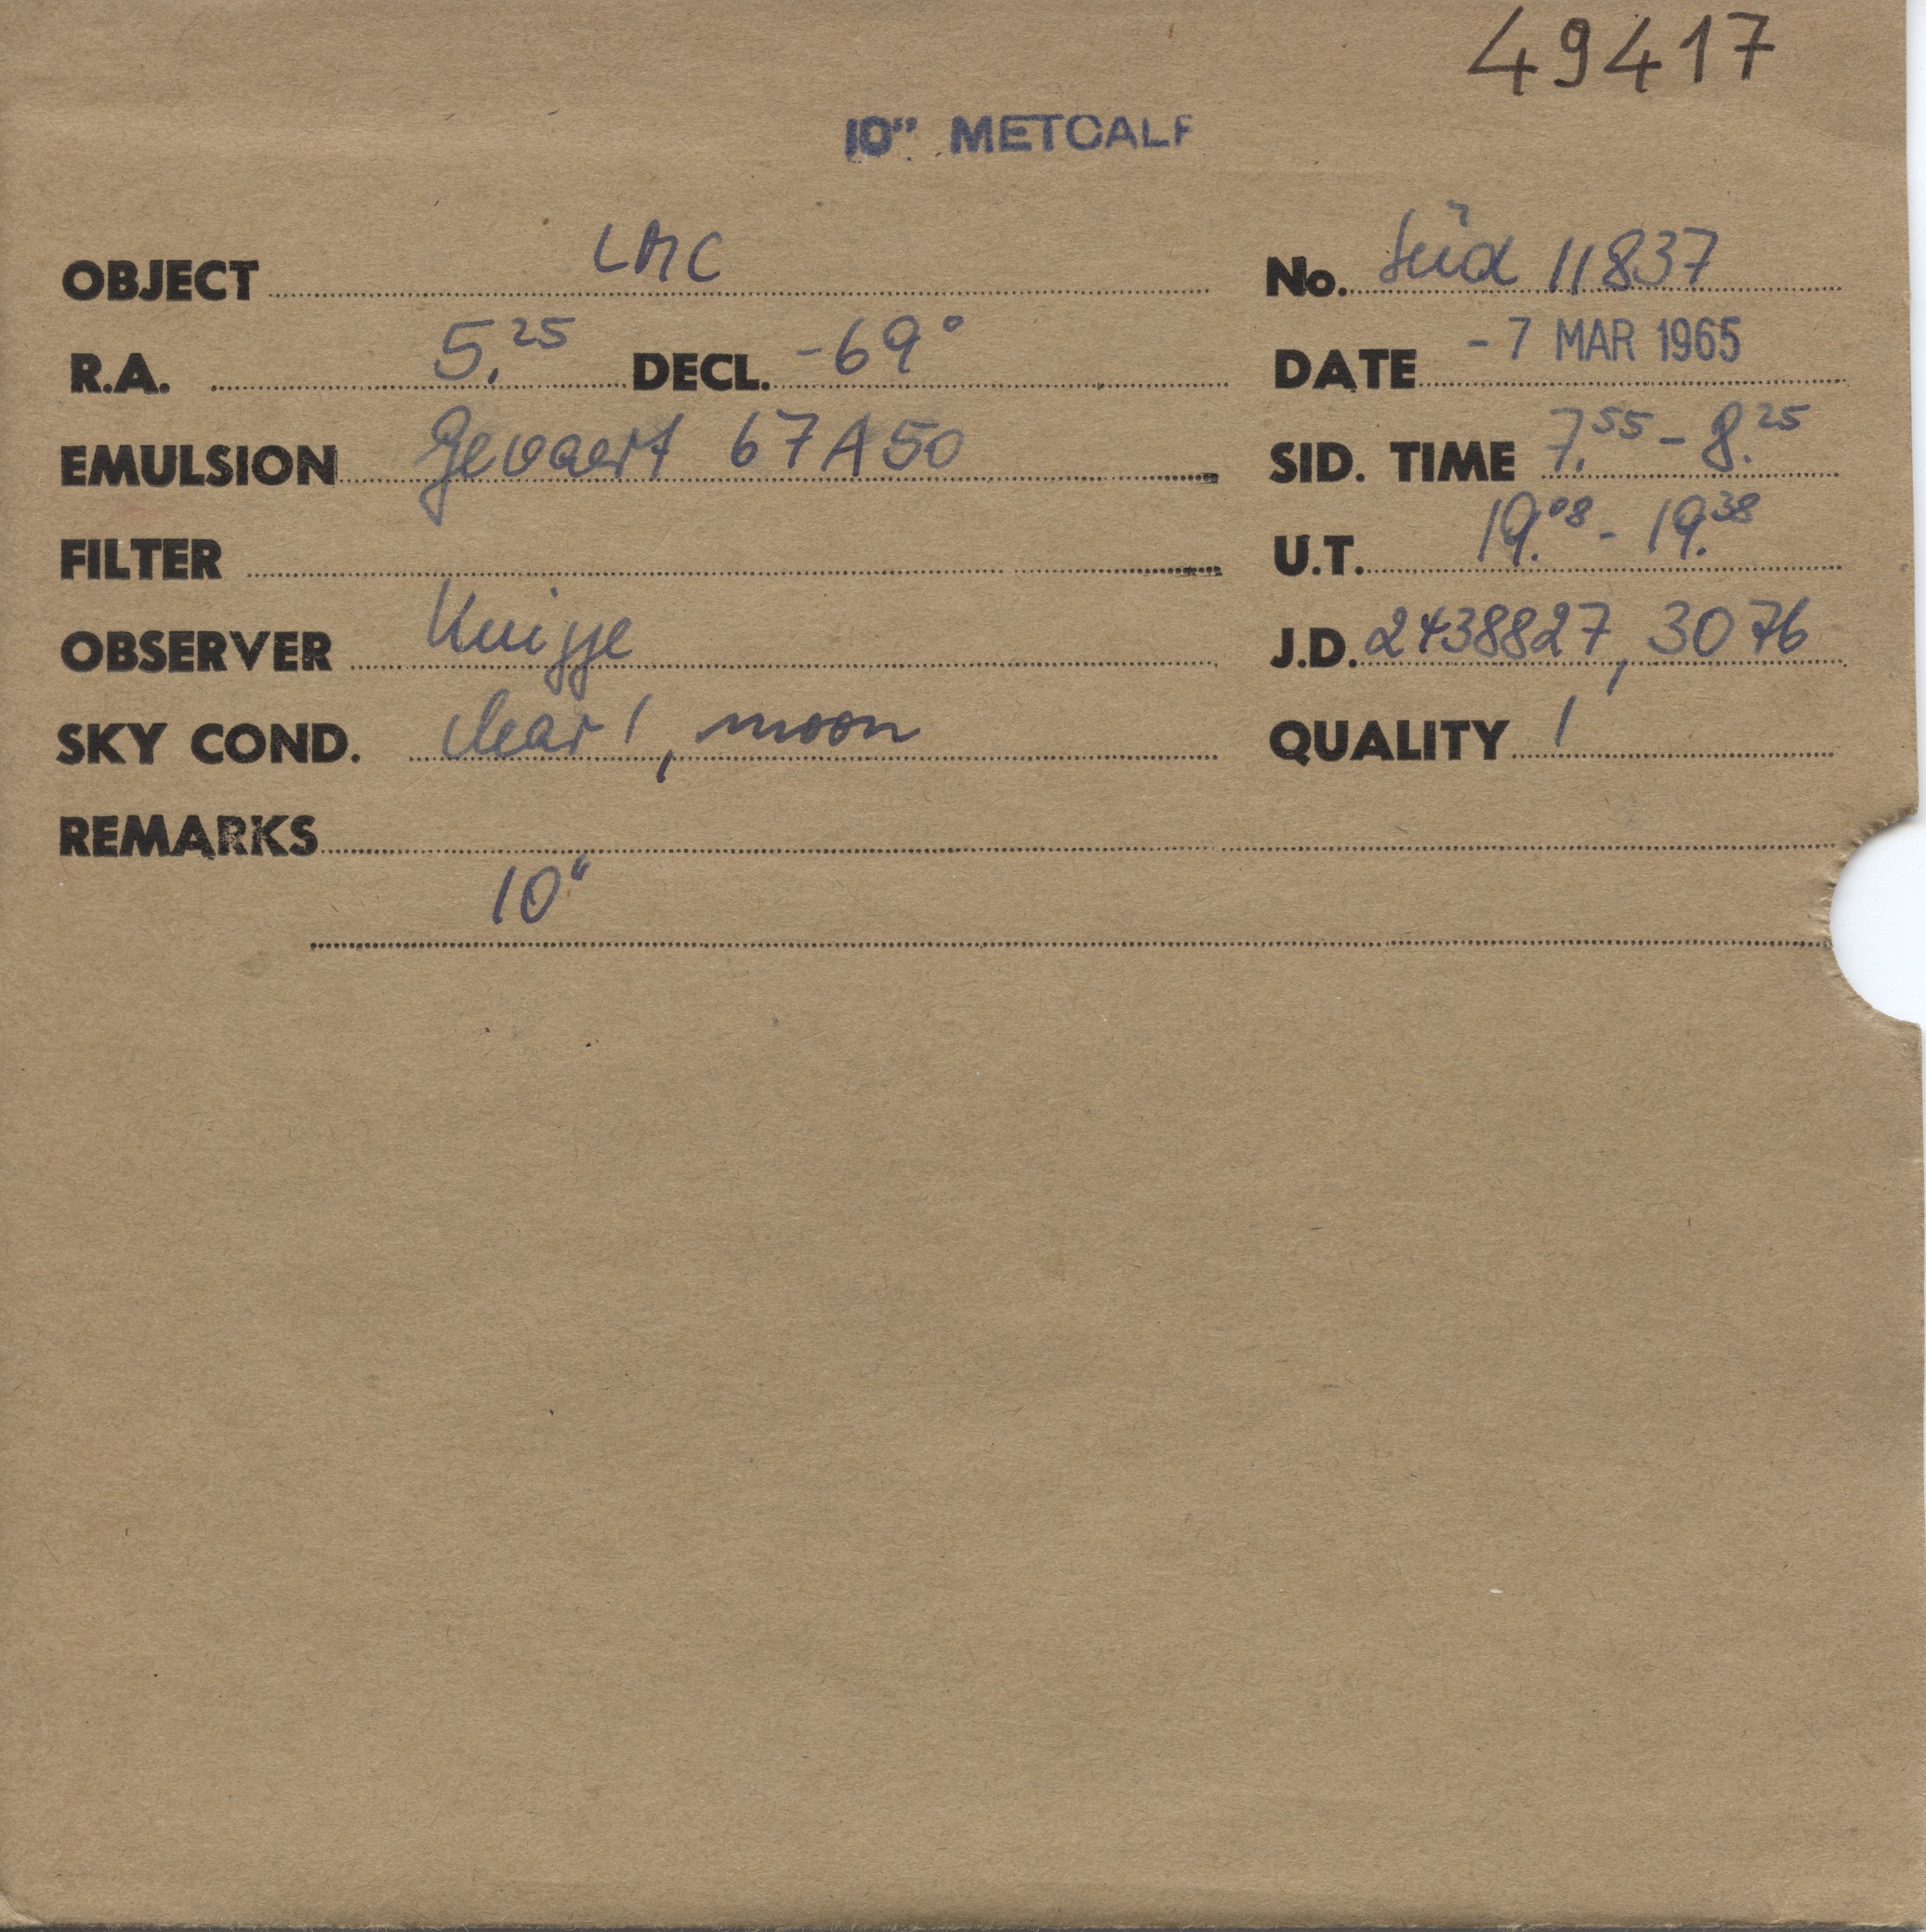 49417
10" METCALF
OBJECT LMC No. Süd 11837
R.A. 5.25 DECL. -69° DATE -7 MAR 1965
EMULSION Gevaert 67A50 SID. TIME 7.55 - 8.25
FILTER U.T. 19.08 - 19.38
OBSERVER Knigge J.D. 2438827,3076
SKY COND. clear!, moon QUALITY 1
REMARKS
10"